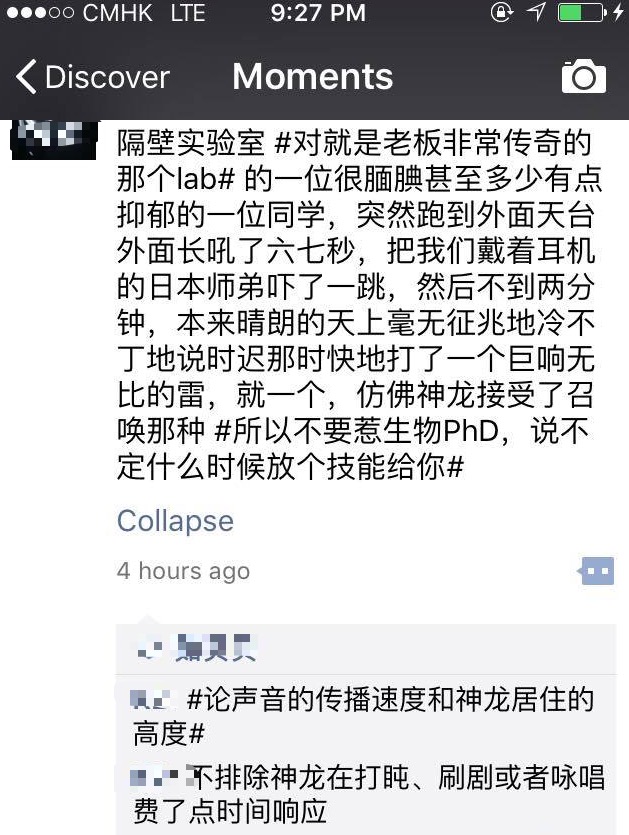 CMHK LTE 9:27 PM
Discover Moments
隔壁实验室 #对就是老板非常传奇的
那个lab# 的一位很腼腆甚至多少有点
抑郁的一位同学，突然跑到外面天台
外面长吼了六七秒，把我们戴着耳机
的日本师弟吓了一跳，然后不到两分
钟，本来晴朗的天上毫无征兆地冷不
丁地说时迟那时快地打了一个巨响无
比的雷，就一个，仿佛神龙接受了召
唤那种 #所以不要惹生物PhD，说不
定什么时候放个技能给你#
Collapse
4 hours ago
#论声音的传播速度和神龙居住的
高度#
不排除神龙在打盹、刷剧或者咏唱
费了点时间响应